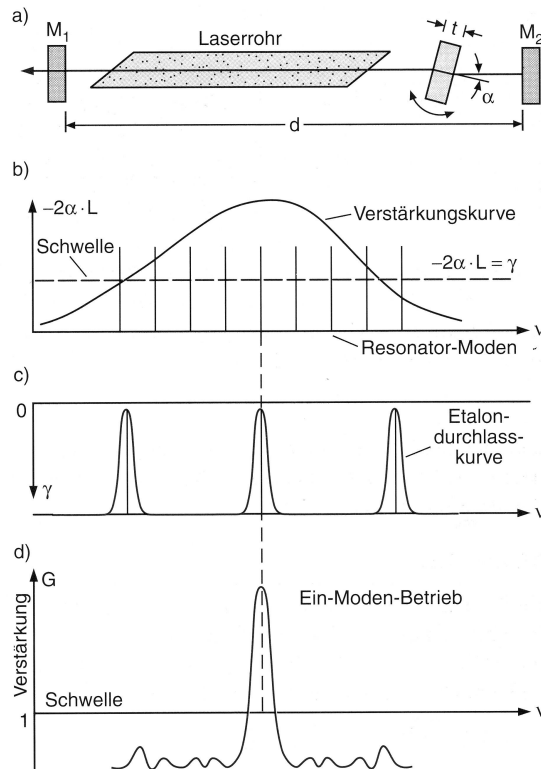 a)
M₁
Laserrohr
t
M₂
α
d
b)
−2α · L
Verstärkungskurve
Schwelle
−2α · L = γ
ν
Resonator-Moden
c)
0
Etalon-
durchlass-
kurve
γ
ν
d)
G
Ein-Moden-Betrieb
Verstärkung
Schwelle
1
ν